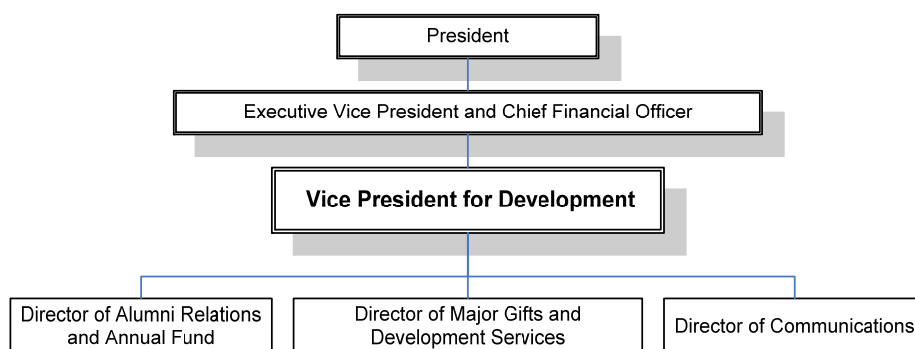 President
Executive Vice President and Chief Financial Officer
Vice President for Development
Director of Alumni Relations
and Annual Fund
Director of Major Gifts and
Development Services
Director of Communications